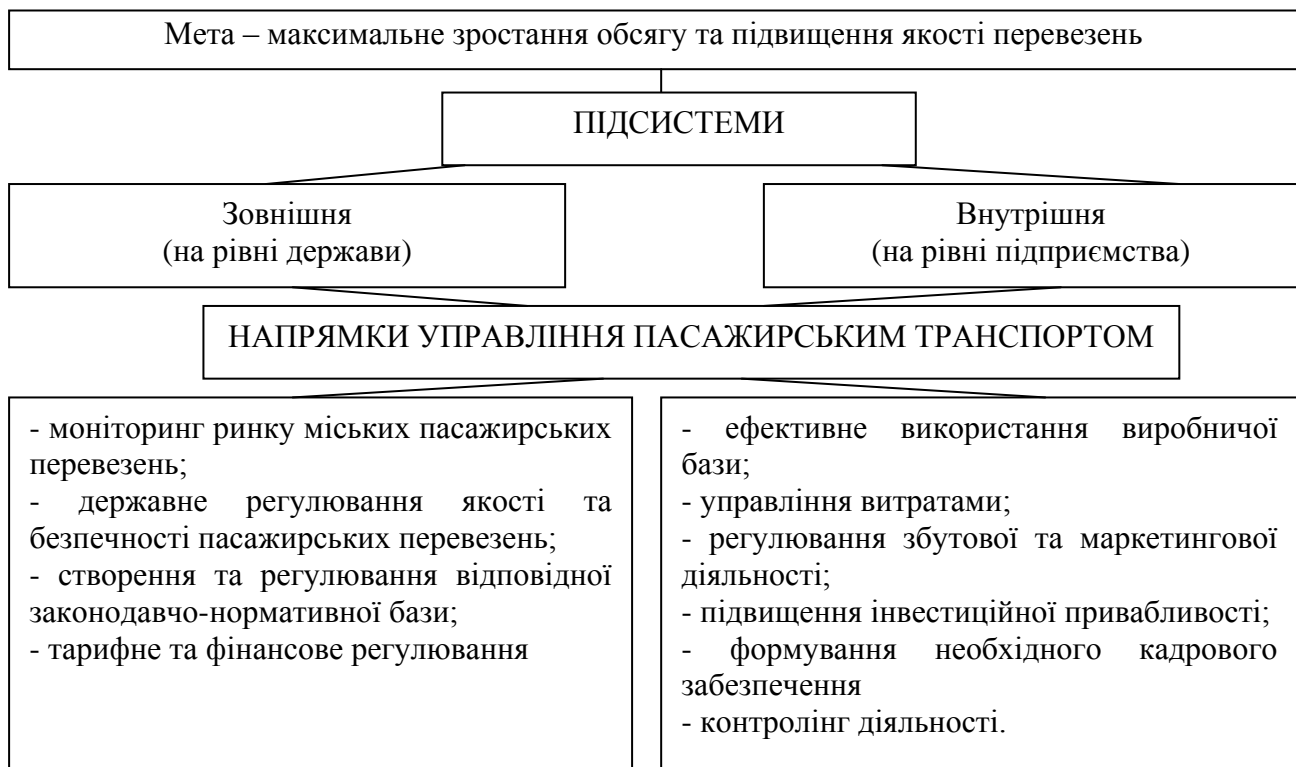 Мета – максимальне зростання обсягу та підвищення якості перевезень
ПІДСИСТЕМИ
Зовнішня
(на рівні держави)
Внутрішня
(на рівні підприємства)
НАПРЯМКИ УПРАВЛІННЯ ПАСАЖИРСЬКИМ ТРАНСПОРТОМ
- моніторинг ринку міських пасажирських
перевезень;
- державне регулювання якості та
безпечності пасажирських перевезень;
- створення та регулювання відповідної
законодавчо-нормативної бази;
- тарифне та фінансове регулювання
- ефективне використання виробничої
бази;
- управління витратами;
- регулювання збутової та маркетингової
діяльності;
- підвищення інвестиційної привабливості;
- формування необхідного кадрового
забезпечення
- контролінг діяльності.